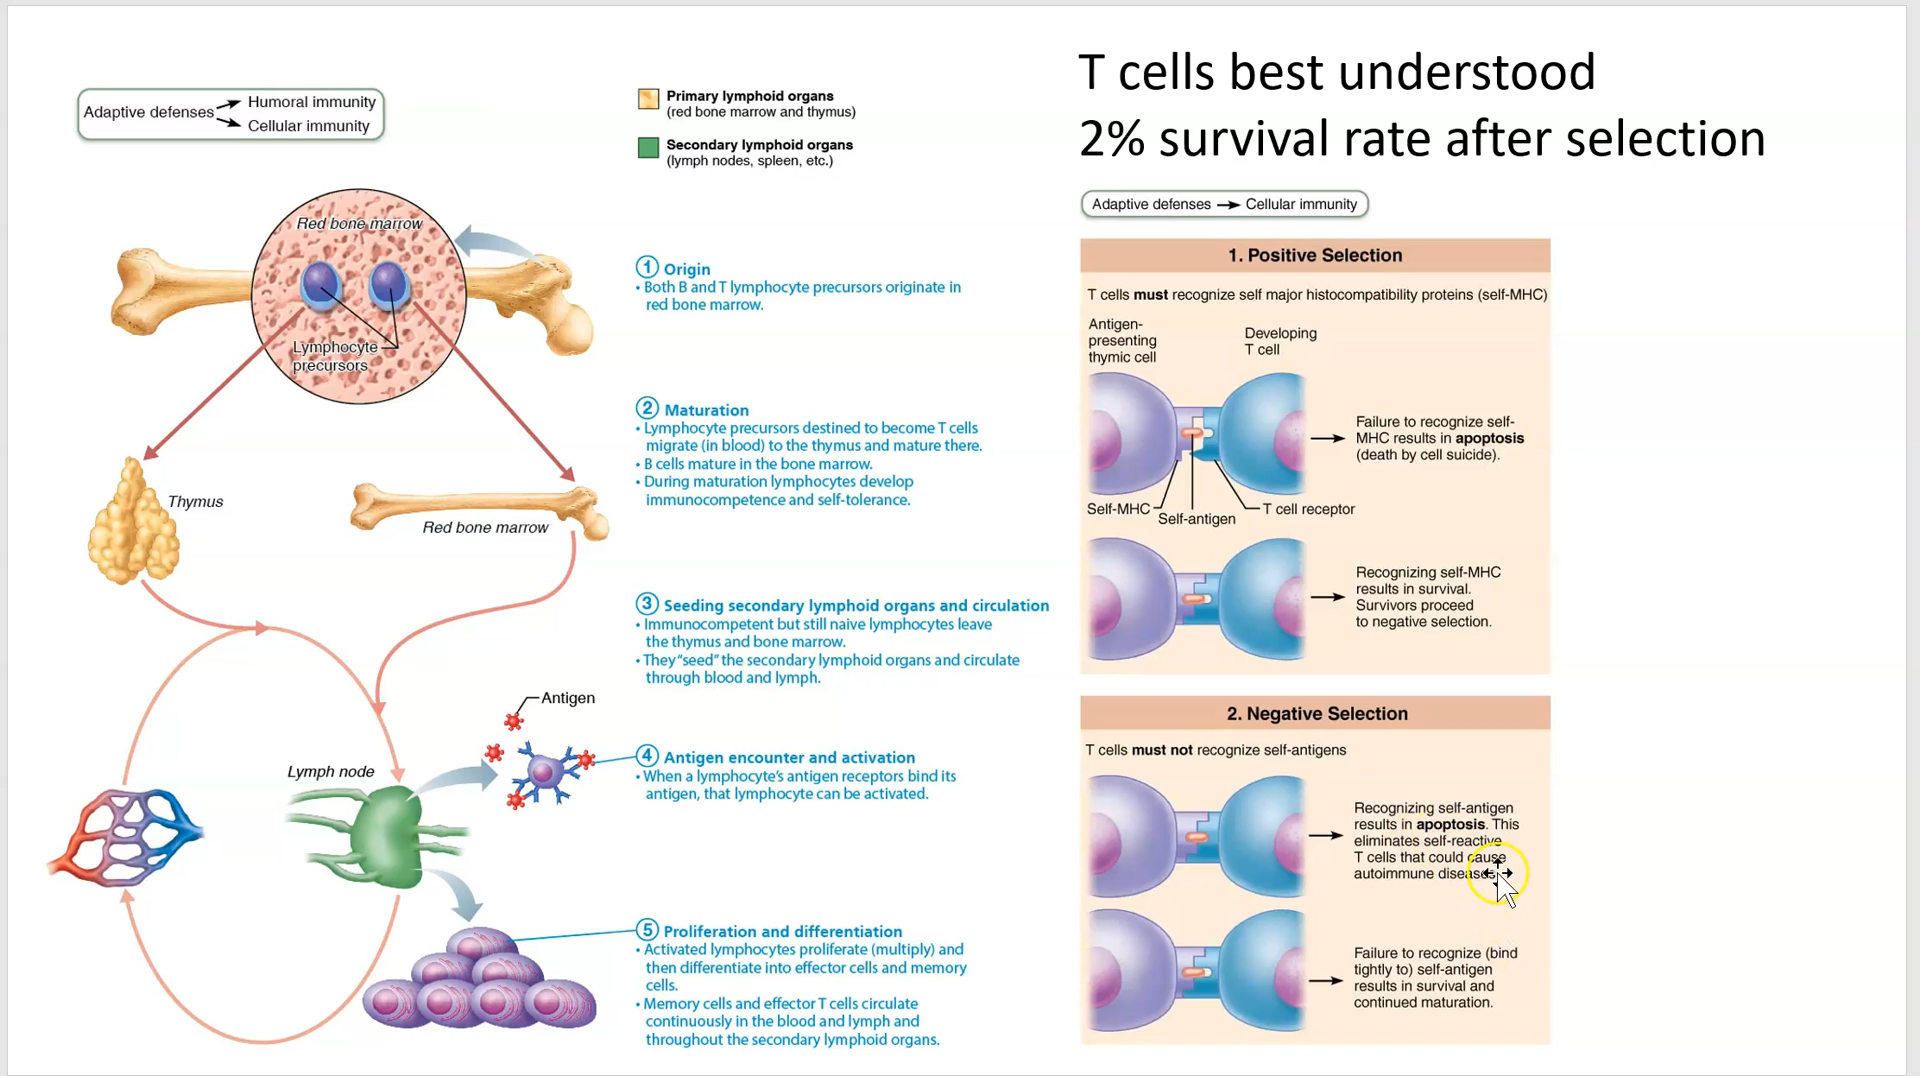 T cells best understood
2% survival rate after selection
Adaptive defenses
Humoral immunity
Cellular immunity
Primary lymphoid organs
(red bone marrow and thymus)
Secondary lymphoid organs
(lymph nodes, spleen, etc.)
Red bone marrow
Lymphocyte
precursors
Thymus
Red bone marrow
Antigen
Lymph node
1 Origin
• Both B and T lymphocyte precursors originate in
red bone marrow.
2 Maturation
• Lymphocyte precursors destined to become T cells
migrate (in blood) to the thymus and mature there.
• B cells mature in the bone marrow.
• During maturation lymphocytes develop
immunocompetence and self-tolerance.
3 Seeding secondary lymphoid organs and circulation
• Immunocompetent but still naive lymphocytes leave
the thymus and bone marrow.
• They “seed” the secondary lymphoid organs and circulate
through blood and lymph.
4 Antigen encounter and activation
• When a lymphocyte’s antigen receptors bind its
antigen, that lymphocyte can be activated.
5 Proliferation and differentiation
• Activated lymphocytes proliferate (multiply) and
then differentiate into effector cells and memory
cells.
• Memory cells and effector T cells circulate
continuously in the blood and lymph and
throughout the secondary lymphoid organs.
Adaptive defenses → Cellular immunity
1. Positive Selection
T cells must recognize self major histocompatibility proteins (self-MHC)
Antigen-
presenting
thymic cell
Developing
T cell
Failure to recognize self-
MHC results in apoptosis
(death by cell suicide).
Self-MHC
Self-antigen
T cell receptor
Recognizing self-MHC
results in survival.
Survivors proceed
to negative selection.
2. Negative Selection
T cells must not recognize self-antigens
Recognizing self-antigen
results in apoptosis. This
eliminates self-reactive
T cells that could cause
autoimmune diseases.
Failure to recognize (bind
tightly to) self-antigen
results in survival and
continued maturation.